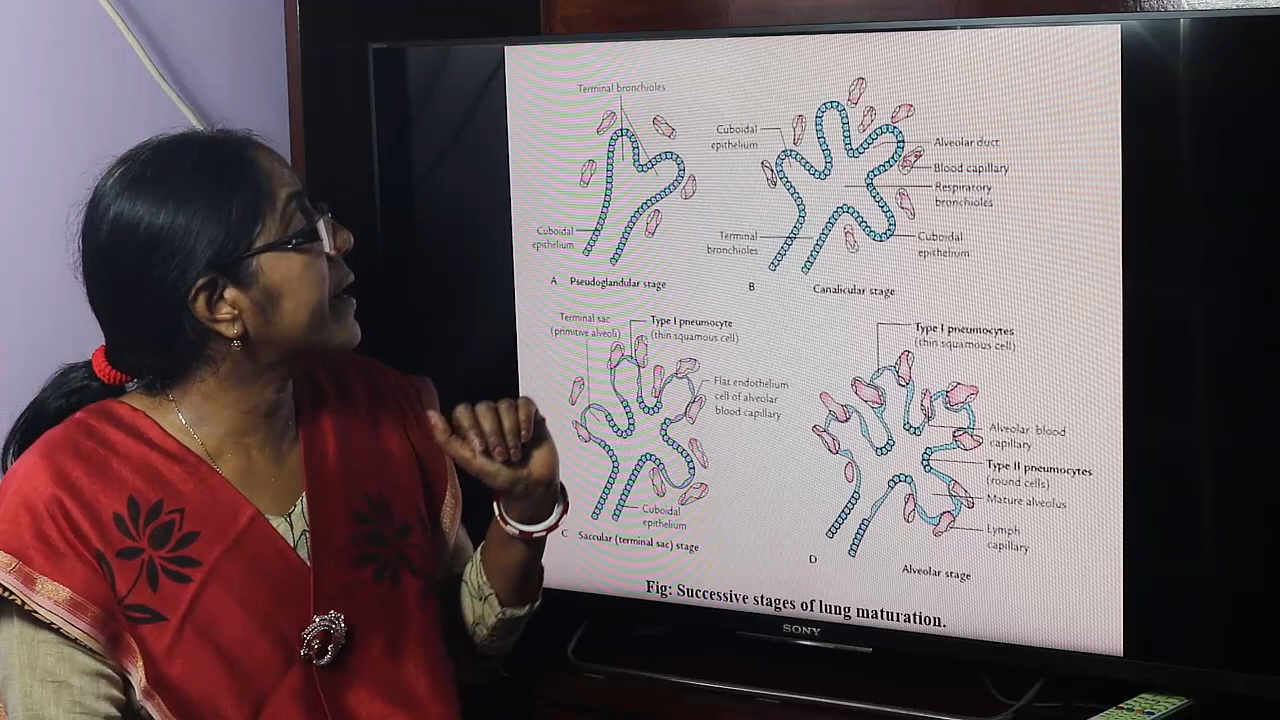 Terminal bronchioles
Cuboidal
epithelium
A Pseudoglandular stage
Cuboidal
epithelium
Alveolar duct
Blood capillary
Respiratory
bronchioles
Terminal
bronchioles
Cuboidal
epithelium
B
Canalicular stage
Terminal sac
(primitive alveoli)
Type I pneumocyte
(thin squamous cell)
Flat endothelium
cell of alveolar
blood capillary
Cuboidal
epithelium
C Saccular (terminal sac) stage
Type I pneumocytes
(thin squamous cell)
Alveolar blood
capillary
Type II pneumocytes
(round cells)
Mature alveolus
Lymph
capillary
D
Alveolar stage
Fig: Successive stages of lung maturation.
SONY